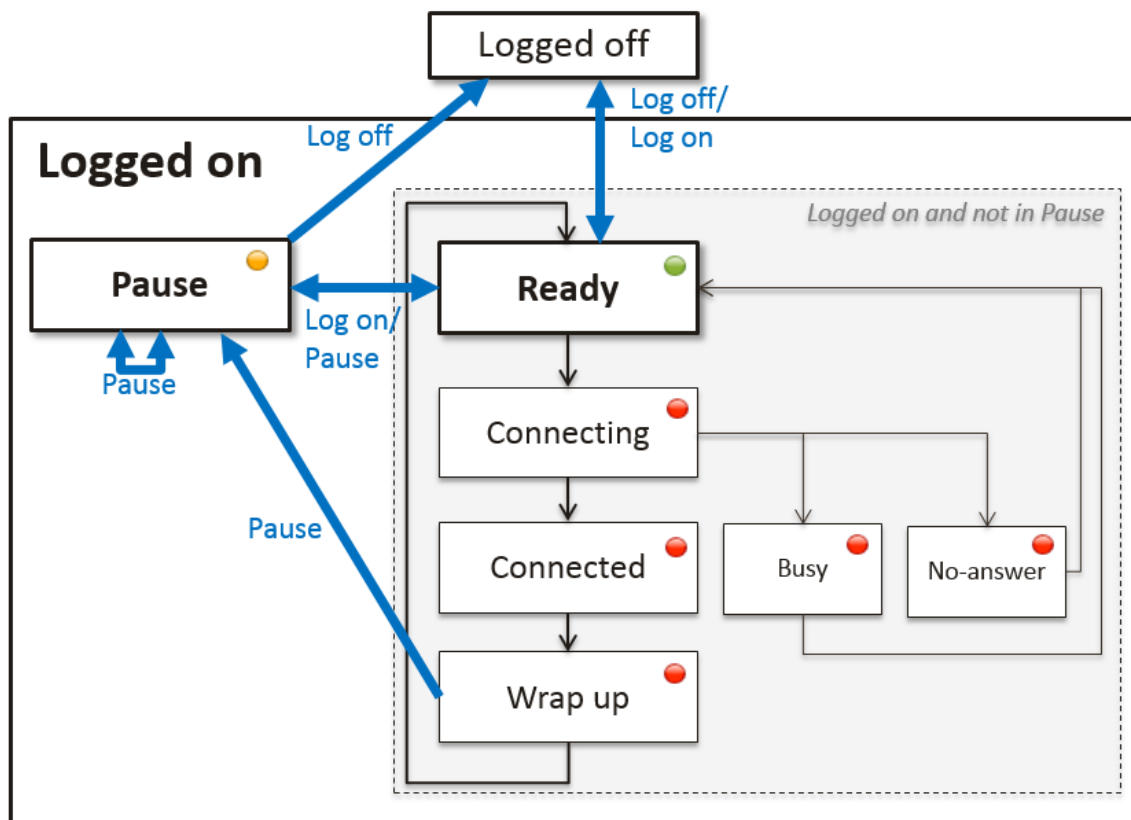 Logged off
Log off/
Log on
Log off
Logged on
Logged on and not in Pause
Pause
Ready
Log on/
Pause
Pause
Connecting
Pause
Connected
Busy
No-answer
Wrap up